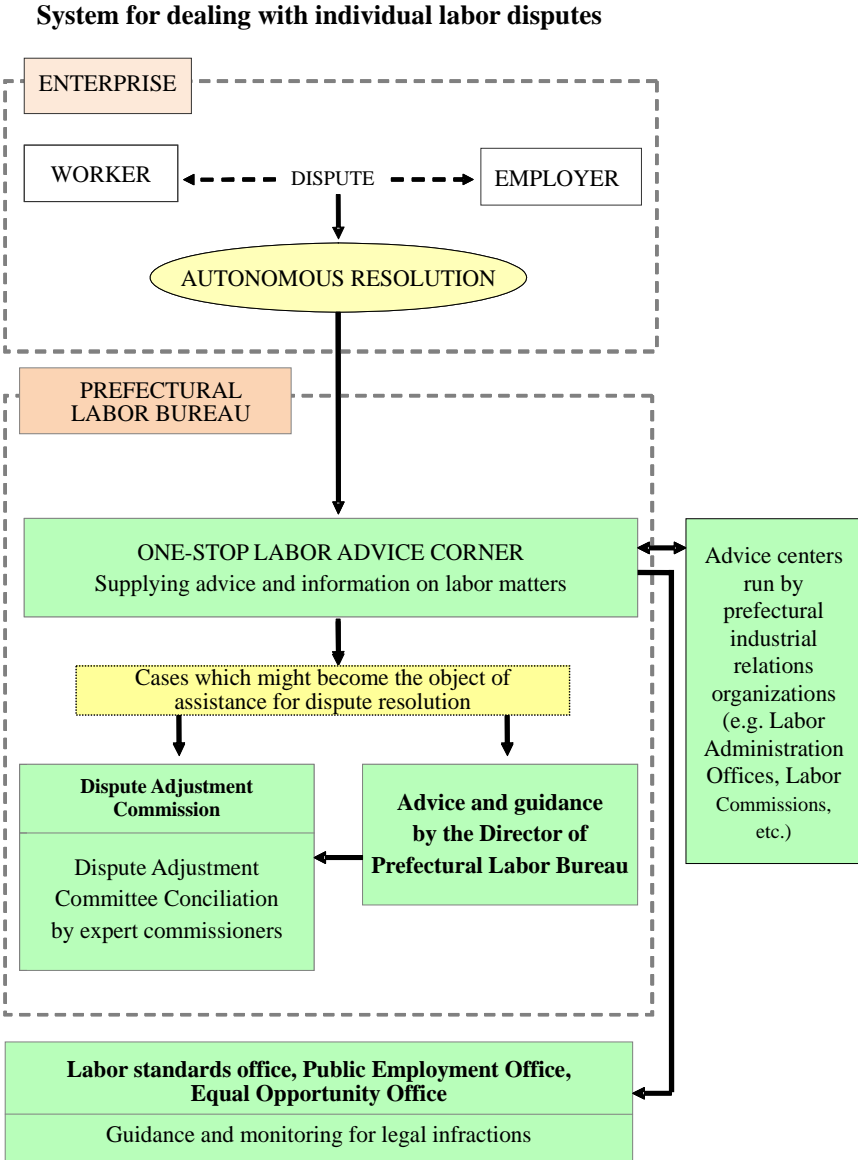 System for dealing with individual labor disputes
ENTERPRISE
WORKER
DISPUTE
EMPLOYER
AUTONOMOUS RESOLUTION
PREFECTURAL
LABOR BUREAU
ONE-STOP LABOR ADVICE CORNER
Supplying advice and information on labor matters
Advice centers
run by
prefectural
industrial
relations
organizations
(e.g. Labor
Administration
Offices, Labor
Commissions,
etc.)
Cases which might become the object of
assistance for dispute resolution
Dispute Adjustment
Commission
Dispute Adjustment
Committee Conciliation
by expert commissioners
Advice and guidance
by the Director of
Prefectural Labor Bureau
Labor standards office, Public Employment Office,
Equal Opportunity Office
Guidance and monitoring for legal infractions